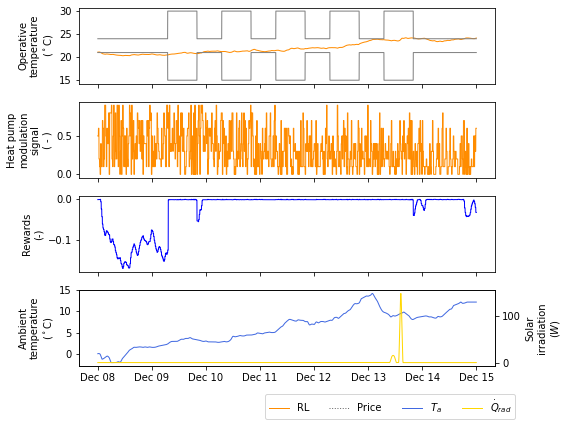 30
25
20
15
Operative
temperature
(°C)
0.5
0.0
Heat pump
modulation
signal
( - )
0.0
−0.1
Rewards
(-)
15
10
5
0
Ambient
temperature
(°C)
100
0
Solar
irradiation
(W)
Dec 08 Dec 09 Dec 10 Dec 11 Dec 12 Dec 13 Dec 14 Dec 15
RL Price T_a Q̇_rad